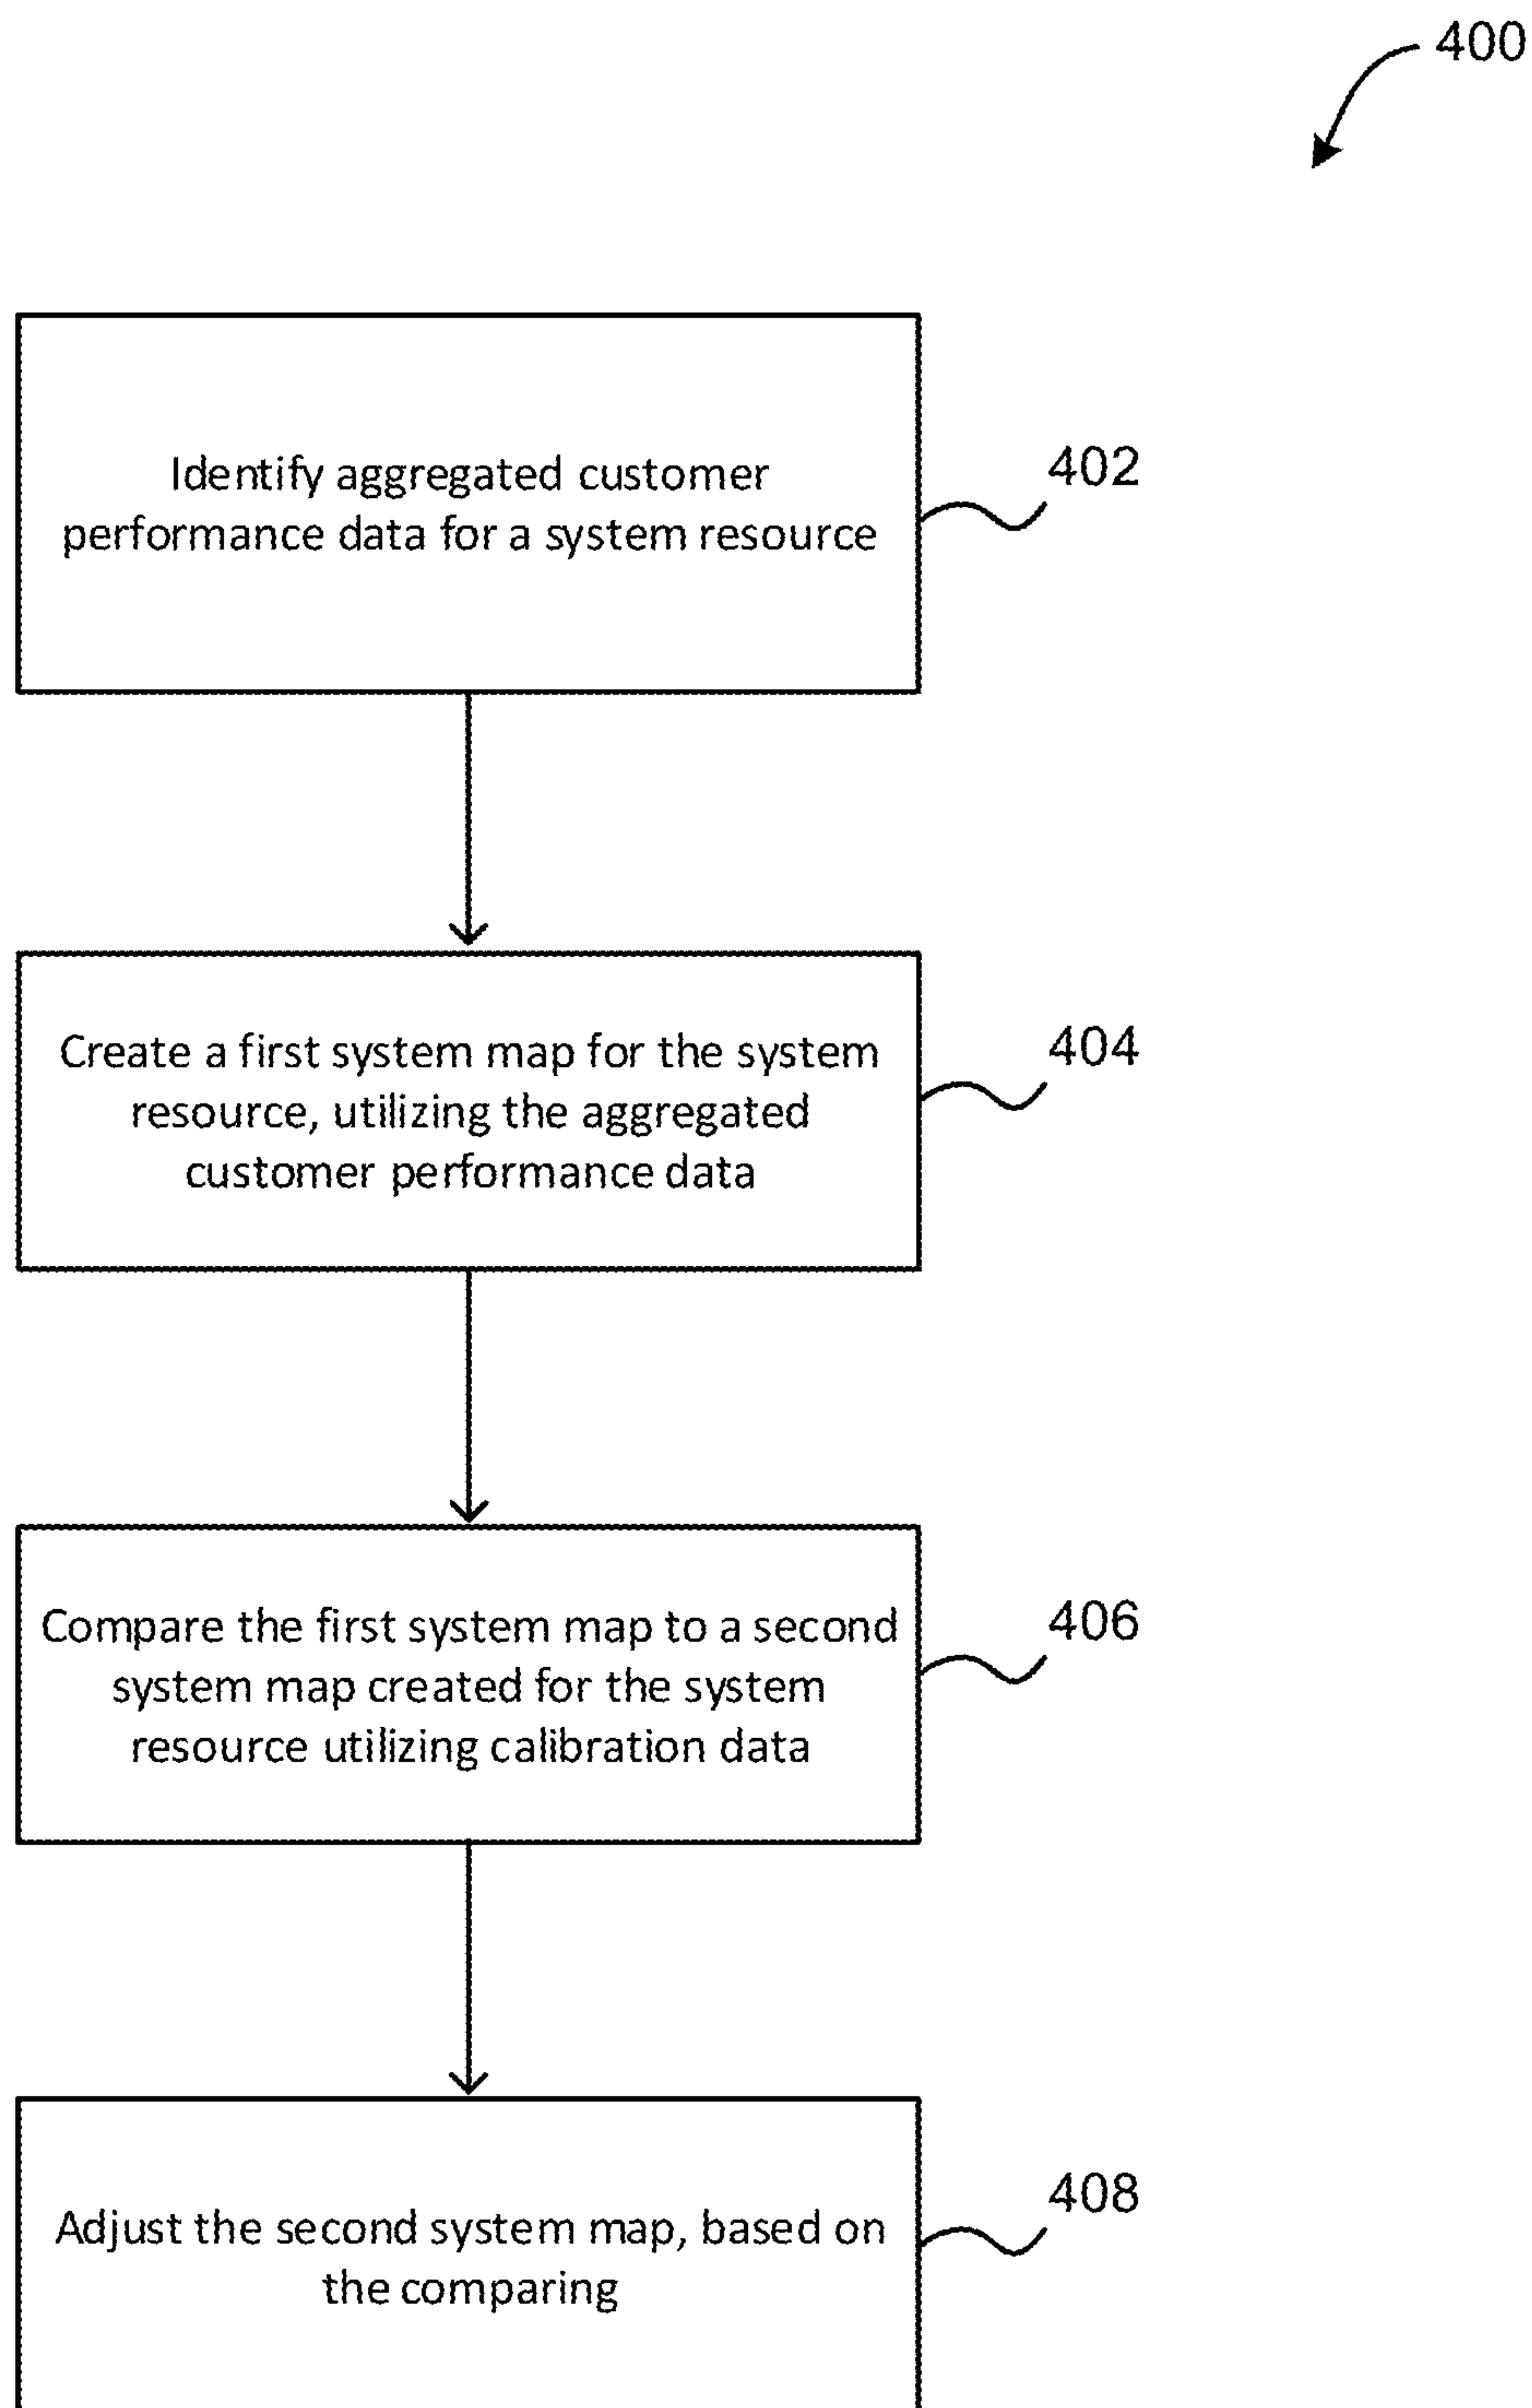 400
Identify aggregated customer
performance data for a system resource
402
Create a first system map for the system
resource, utilizing the aggregated
customer performance data
404
Compare the first system map to a second
system map created for the system
resource utilizing calibration data
406
Adjust the second system map, based on
the comparing
408